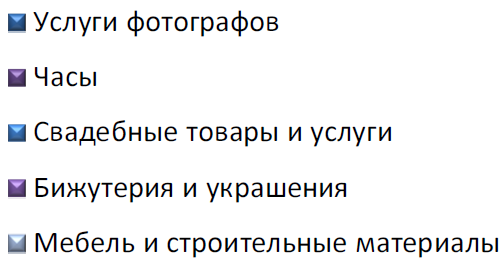 Услуги фотографов
Часы
Свадебные товары и услуги
Бижутерия и украшения
Мебель и строительные материалы